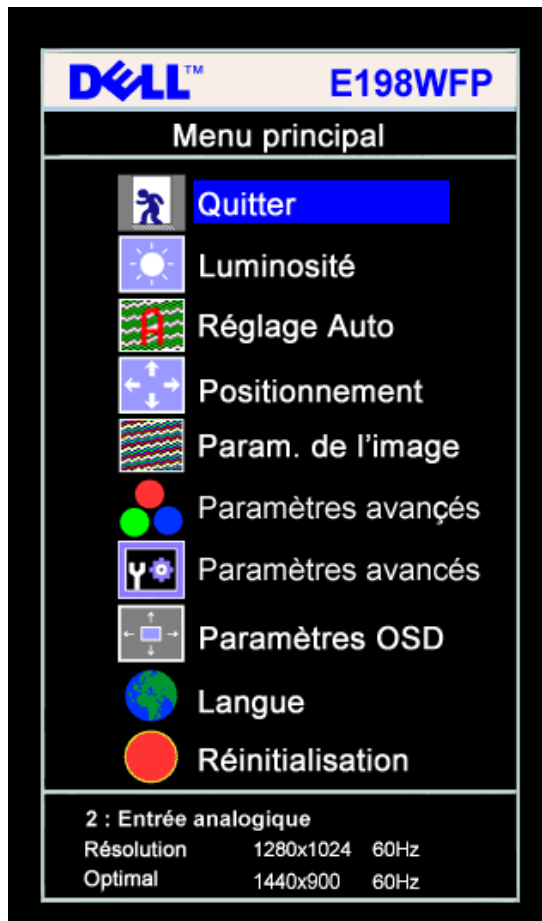 DELL™ E198WFP
Menu principal
Quitter
Luminosité
Réglage Auto
Positionnement
Param. de l'image
Paramètres avançés
Paramètres avancés
Paramètres OSD
Langue
Réinitialisation
2 : Entrée analogique
Résolution 1280x1024 60Hz
Optimal 1440x900 60Hz